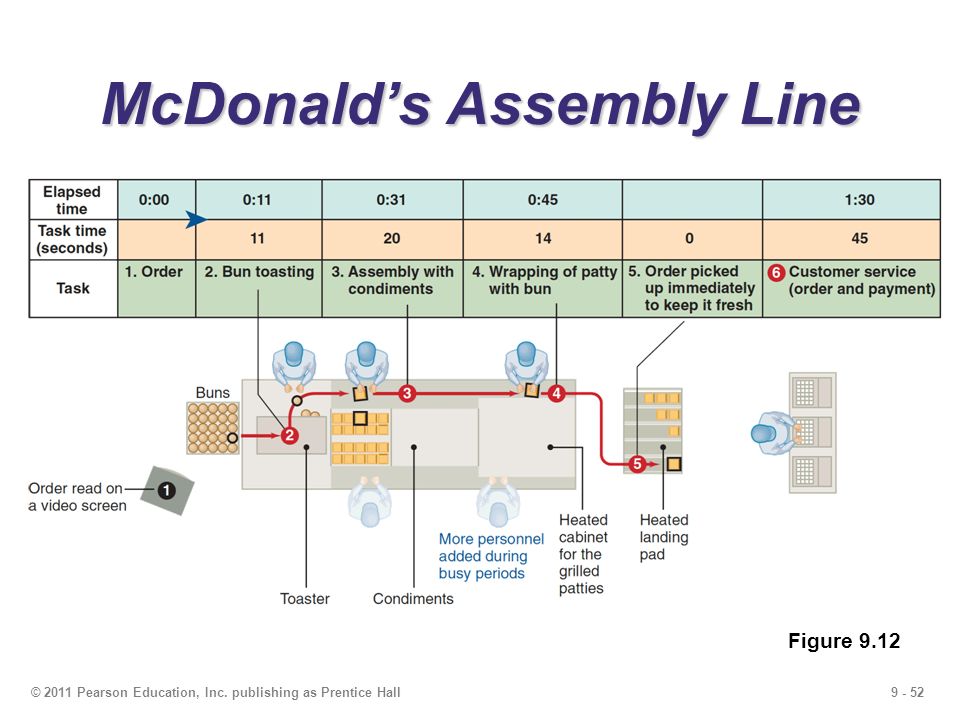 McDonald's Assembly Line
Elapsed
time
0:00
0:11
0:31
0:45
1:30
Task time
(seconds)
11
20
14
0
45
Task
1. Order
2. Bun toasting
3. Assembly with
condiments
4. Wrapping of patty
with bun
5. Order picked
up immediately
to keep it fresh
6 Customer service
(order and payment)
Buns
2
3
4
5
Order read on
a video screen
1
More personnel
added during
busy periods
Heated
cabinet
for the
grilled
patties
Heated
landing
pad
Toaster
Condiments
Figure 9.12
© 2011 Pearson Education, Inc. publishing as Prentice Hall
9 - 52